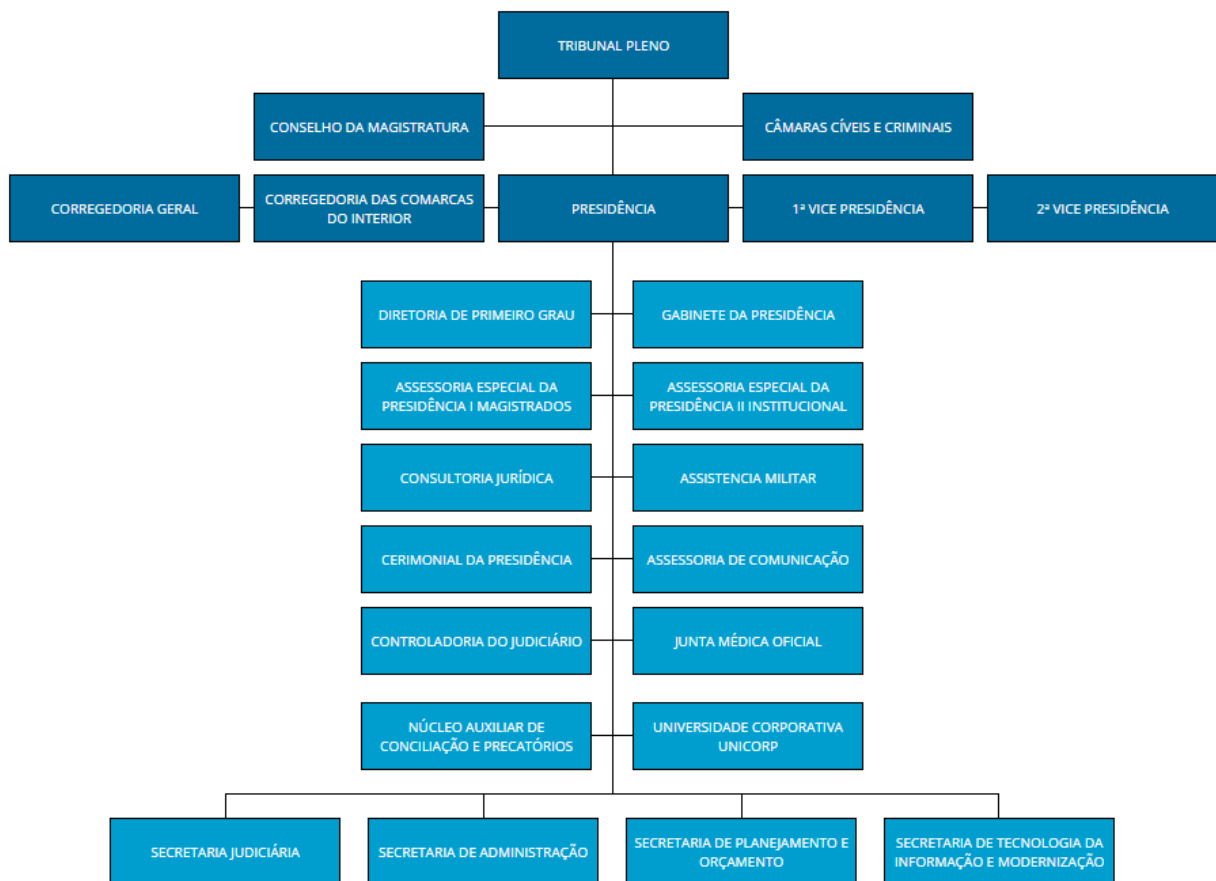 TRIBUNAL PLENO
CONSELHO DA MAGISTRATURA
CÂMARAS CÍVEIS E CRIMINAIS
CORREGEDORIA GERAL
CORREGEDORIA DAS COMARCAS
DO INTERIOR
PRESIDÊNCIA
1ª VICE PRESIDÊNCIA
2ª VICE PRESIDÊNCIA
DIRETORIA DE PRIMEIRO GRAU
GABINETE DA PRESIDÊNCIA
ASSESSORIA ESPECIAL DA
PRESIDÊNCIA I MAGISTRADOS
ASSESSORIA ESPECIAL DA
PRESIDÊNCIA II INSTITUCIONAL
CONSULTORIA JURÍDICA
ASSISTENCIA MILITAR
CERIMONIAL DA PRESIDÊNCIA
ASSESSORIA DE COMUNICAÇÃO
CONTROLADORIA DO JUDICIÁRIO
JUNTA MÉDICA OFICIAL
NÚCLEO AUXILIAR DE
CONCILIAÇÃO E PRECATÓRIOS
UNIVERSIDADE CORPORATIVA
UNICORP
SECRETARIA JUDICIÁRIA
SECRETARIA DE ADMINISTRAÇÃO
SECRETARIA DE PLANEJAMENTO E
ORÇAMENTO
SECRETARIA DE TECNOLOGIA DA
INFORMAÇÃO E MODERNIZAÇÃO